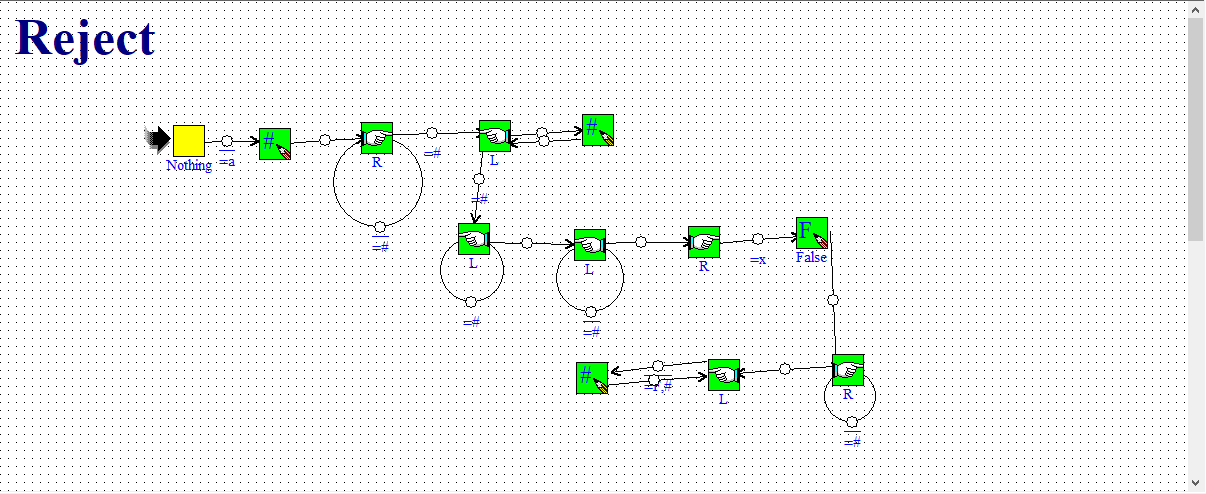 Reject
# # 
Nothing =a R =# L
=#
=#
F
L L R =x False
=# =#
#
=F,# L R
=#